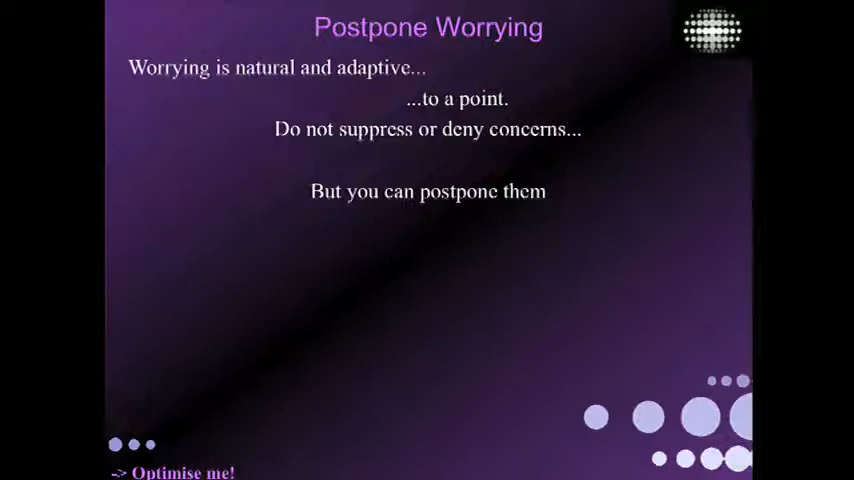 Postpone Worrying
Worrying is natural and adaptive...
...to a point.
Do not suppress or deny concerns...
But you can postpone them
-> Optimise me!